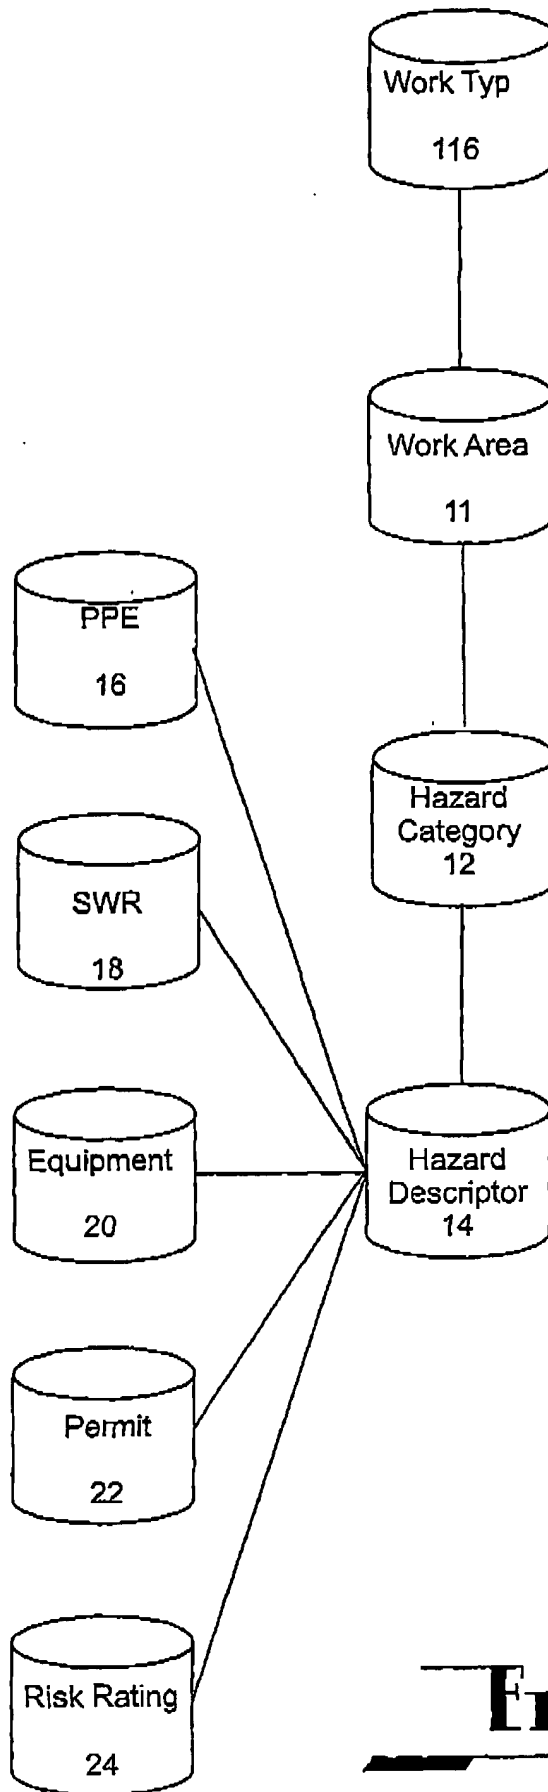 Work Typ
116
Work Area
11
PPE
16
Hazard
Category
12
SWR
18
Equipment
20
Hazard
Descriptor
14
Permit
22
Risk Rating
24